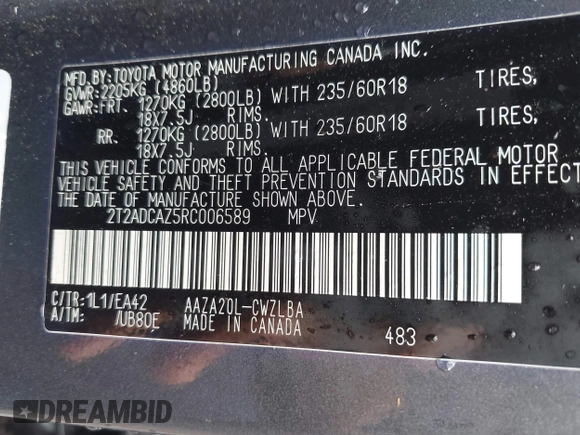 MFD. BY: TOYOTA MOTOR MANUFACTURING CANADA INC.
GVWR: 2205KG (4860LB)
GAWR: FRT. 1270KG (2800LB) WITH 235/60R18 TIRES,
18X7.5J RIMS.
RR. 1270KG (2800LB) WITH 235/60R18 TIRES,
18X7.5J RIMS.
THIS VEHICLE CONFORMS TO ALL APPLICABLE FEDERAL MOTOR
VEHICLE SAFETY AND THEFT PREVENTION STANDARDS IN EFFECT
THE DATE OF MANUFACTURE SHOWN ABOVE.
2T2ADCAZ5RC006589 MPV
C/TR: 1L1/EA42 AAZA20L-CWZLBA
A/TM: /UB80E MADE IN CANADA 483
DREAMBID